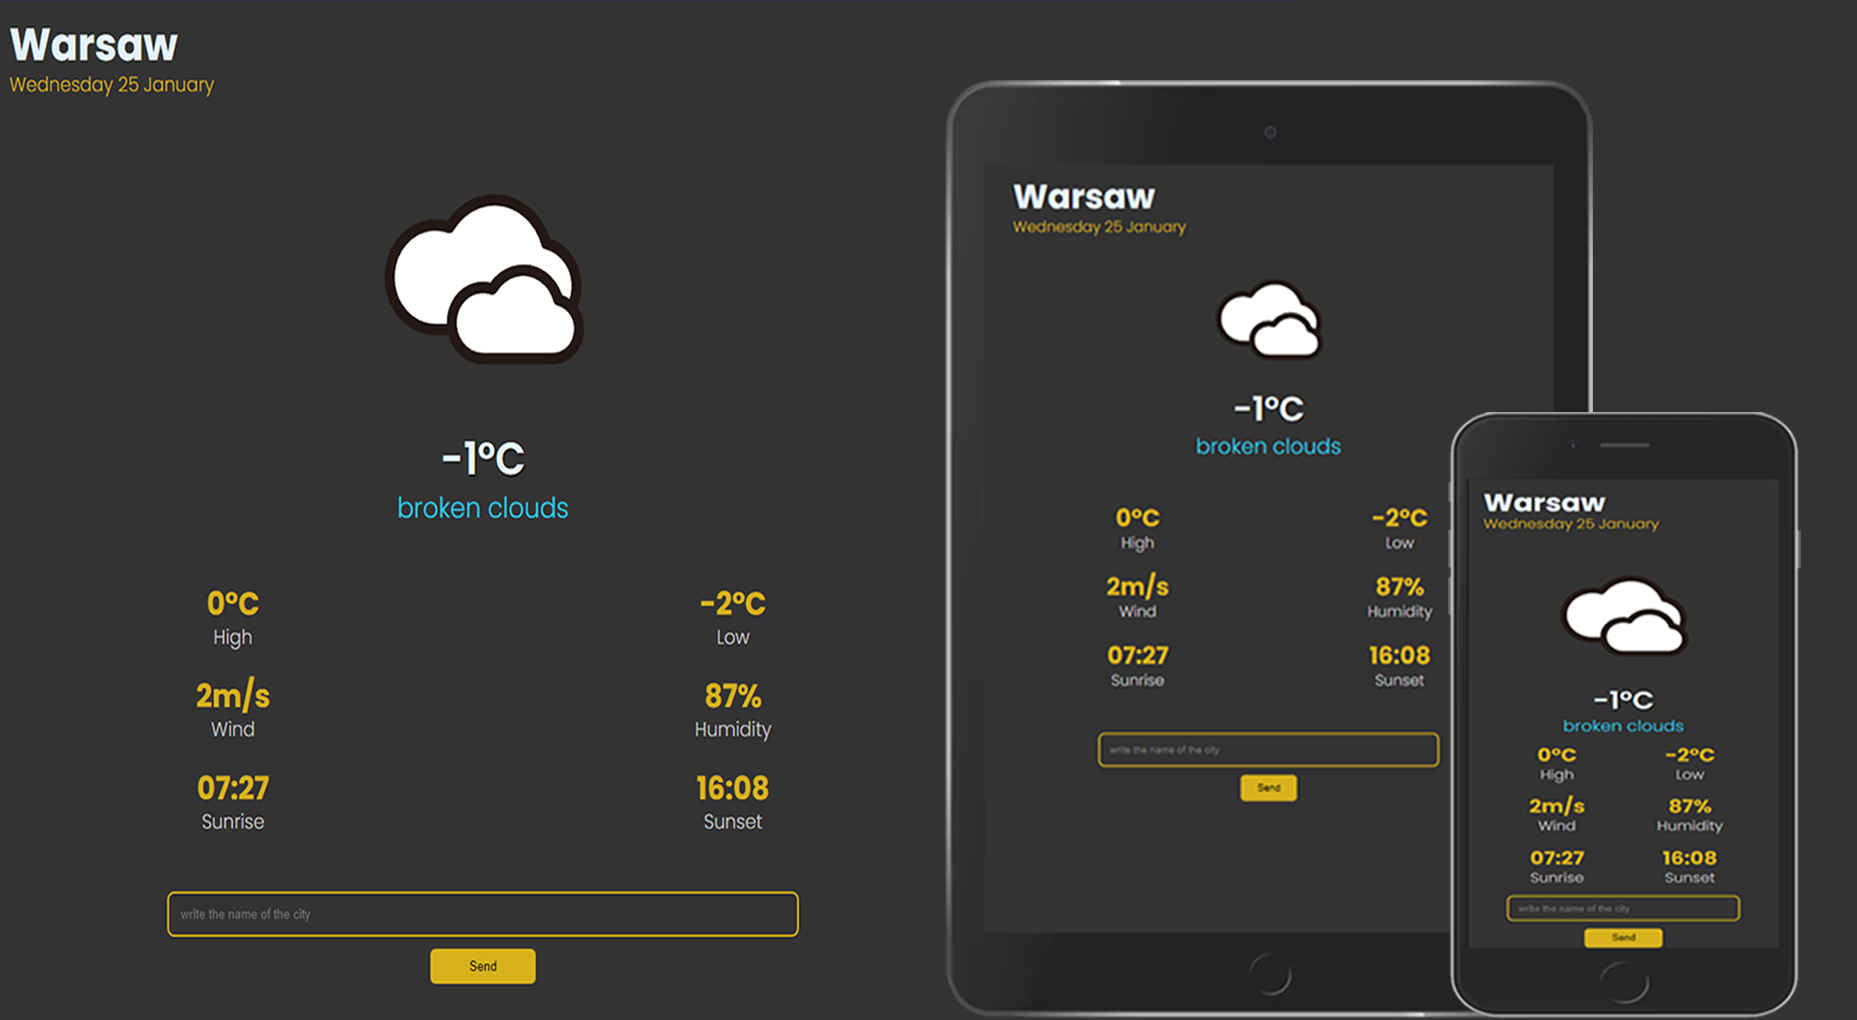 Warsaw
Wednesday 25 January
-1°C
broken clouds
0°C -2°C
High Low
2m/s 87%
Wind Humidity
07:27 16:08
Sunrise Sunset
write the name of the city
Send
Warsaw
Wednesday 25 January
-1°C
broken clouds
0°C -2°C
High Low
2m/s 87%
Wind Humidity
07:27 16:08
Sunrise Sunset
write the name of the city
Send
Warsaw
Wednesday 25 January
-1°C
broken clouds
0°C -2°C
High Low
2m/s 87%
Wind Humidity
07:27 16:08
Sunrise Sunset
write the name of the city
Send